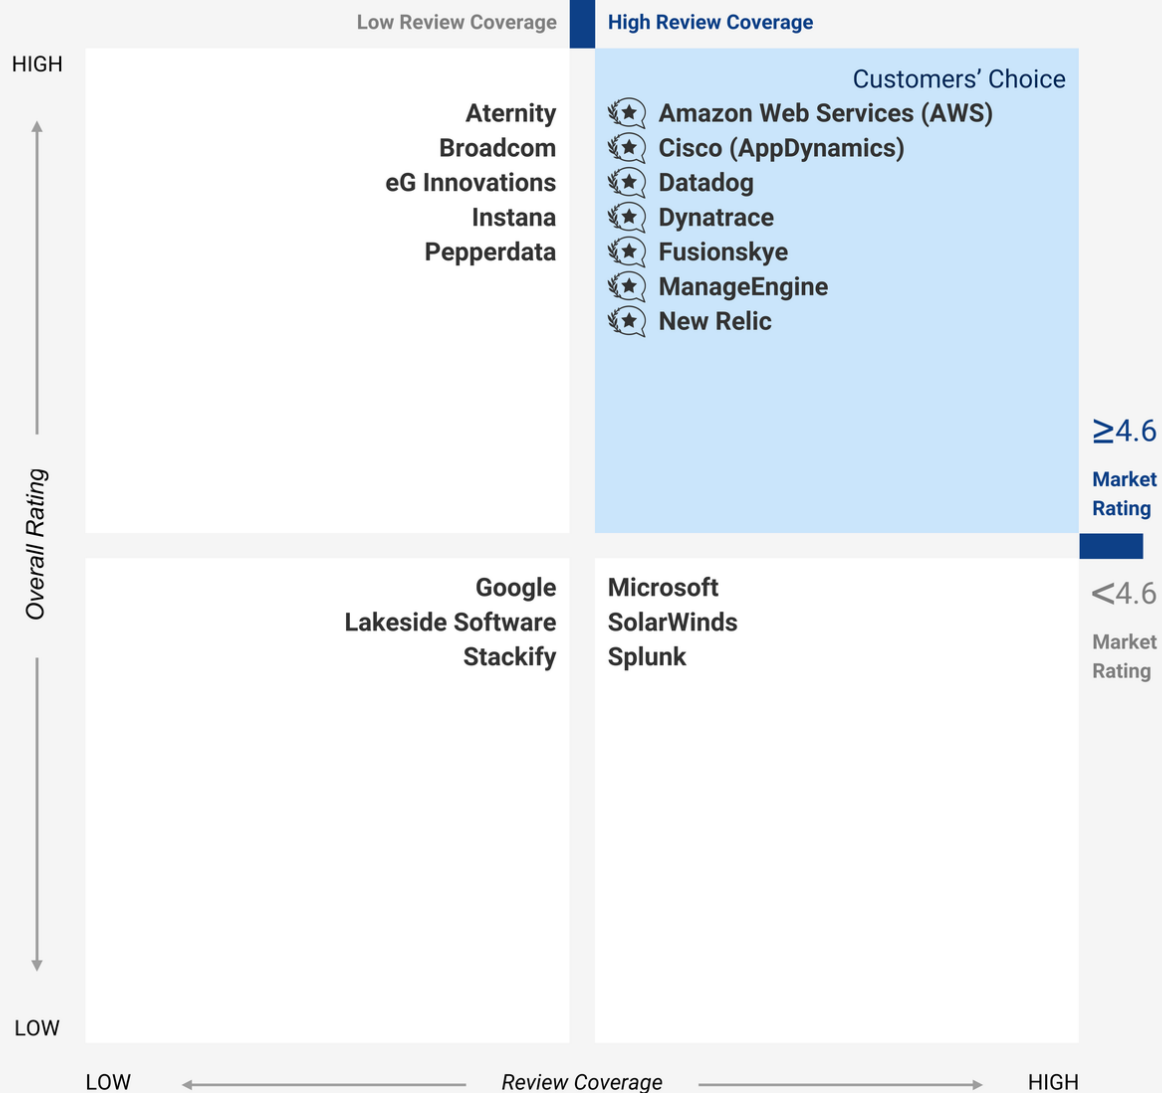 Low Review Coverage
High Review Coverage
HIGH
Customers’ Choice
Aternity
Broadcom
eG Innovations
Instana
Pepperdata
Amazon Web Services (AWS)
Cisco (AppDynamics)
Datadog
Dynatrace
Fusionskye
ManageEngine
New Relic
≥4.6
Market
Rating
Overall Rating
Google
Lakeside Software
Stackify
Microsoft
SolarWinds
Splunk
<4.6
Market
Rating
LOW
LOW
Review Coverage
HIGH